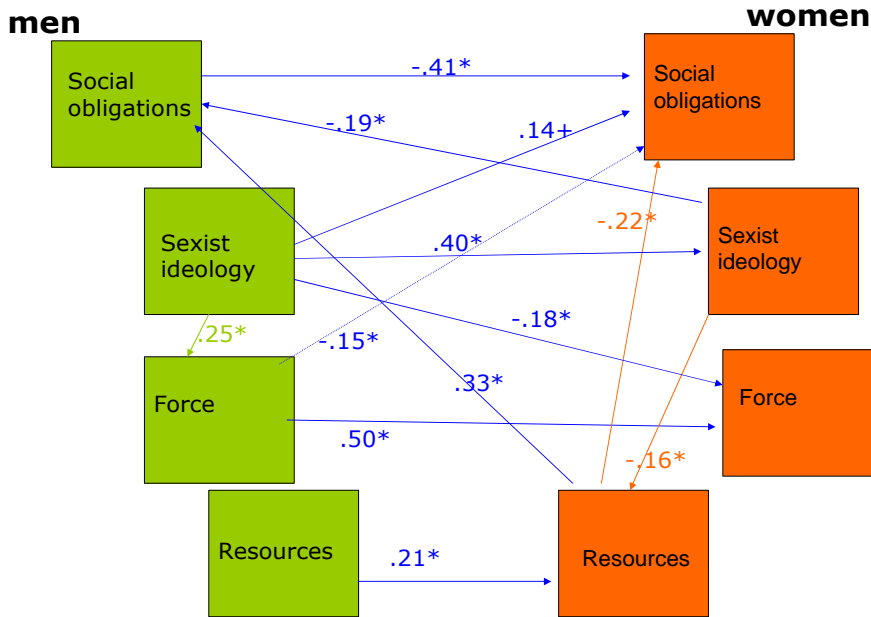 men
women
Social
obligations
-.41*
Social
obligations
-.19*
.14+
Sexist
ideology
.40*
-.22*
Sexist
ideology
.25*
-.15*
-.18*
Force
.33*
Force
.50*
-.16*
Resources
.21*
Resources